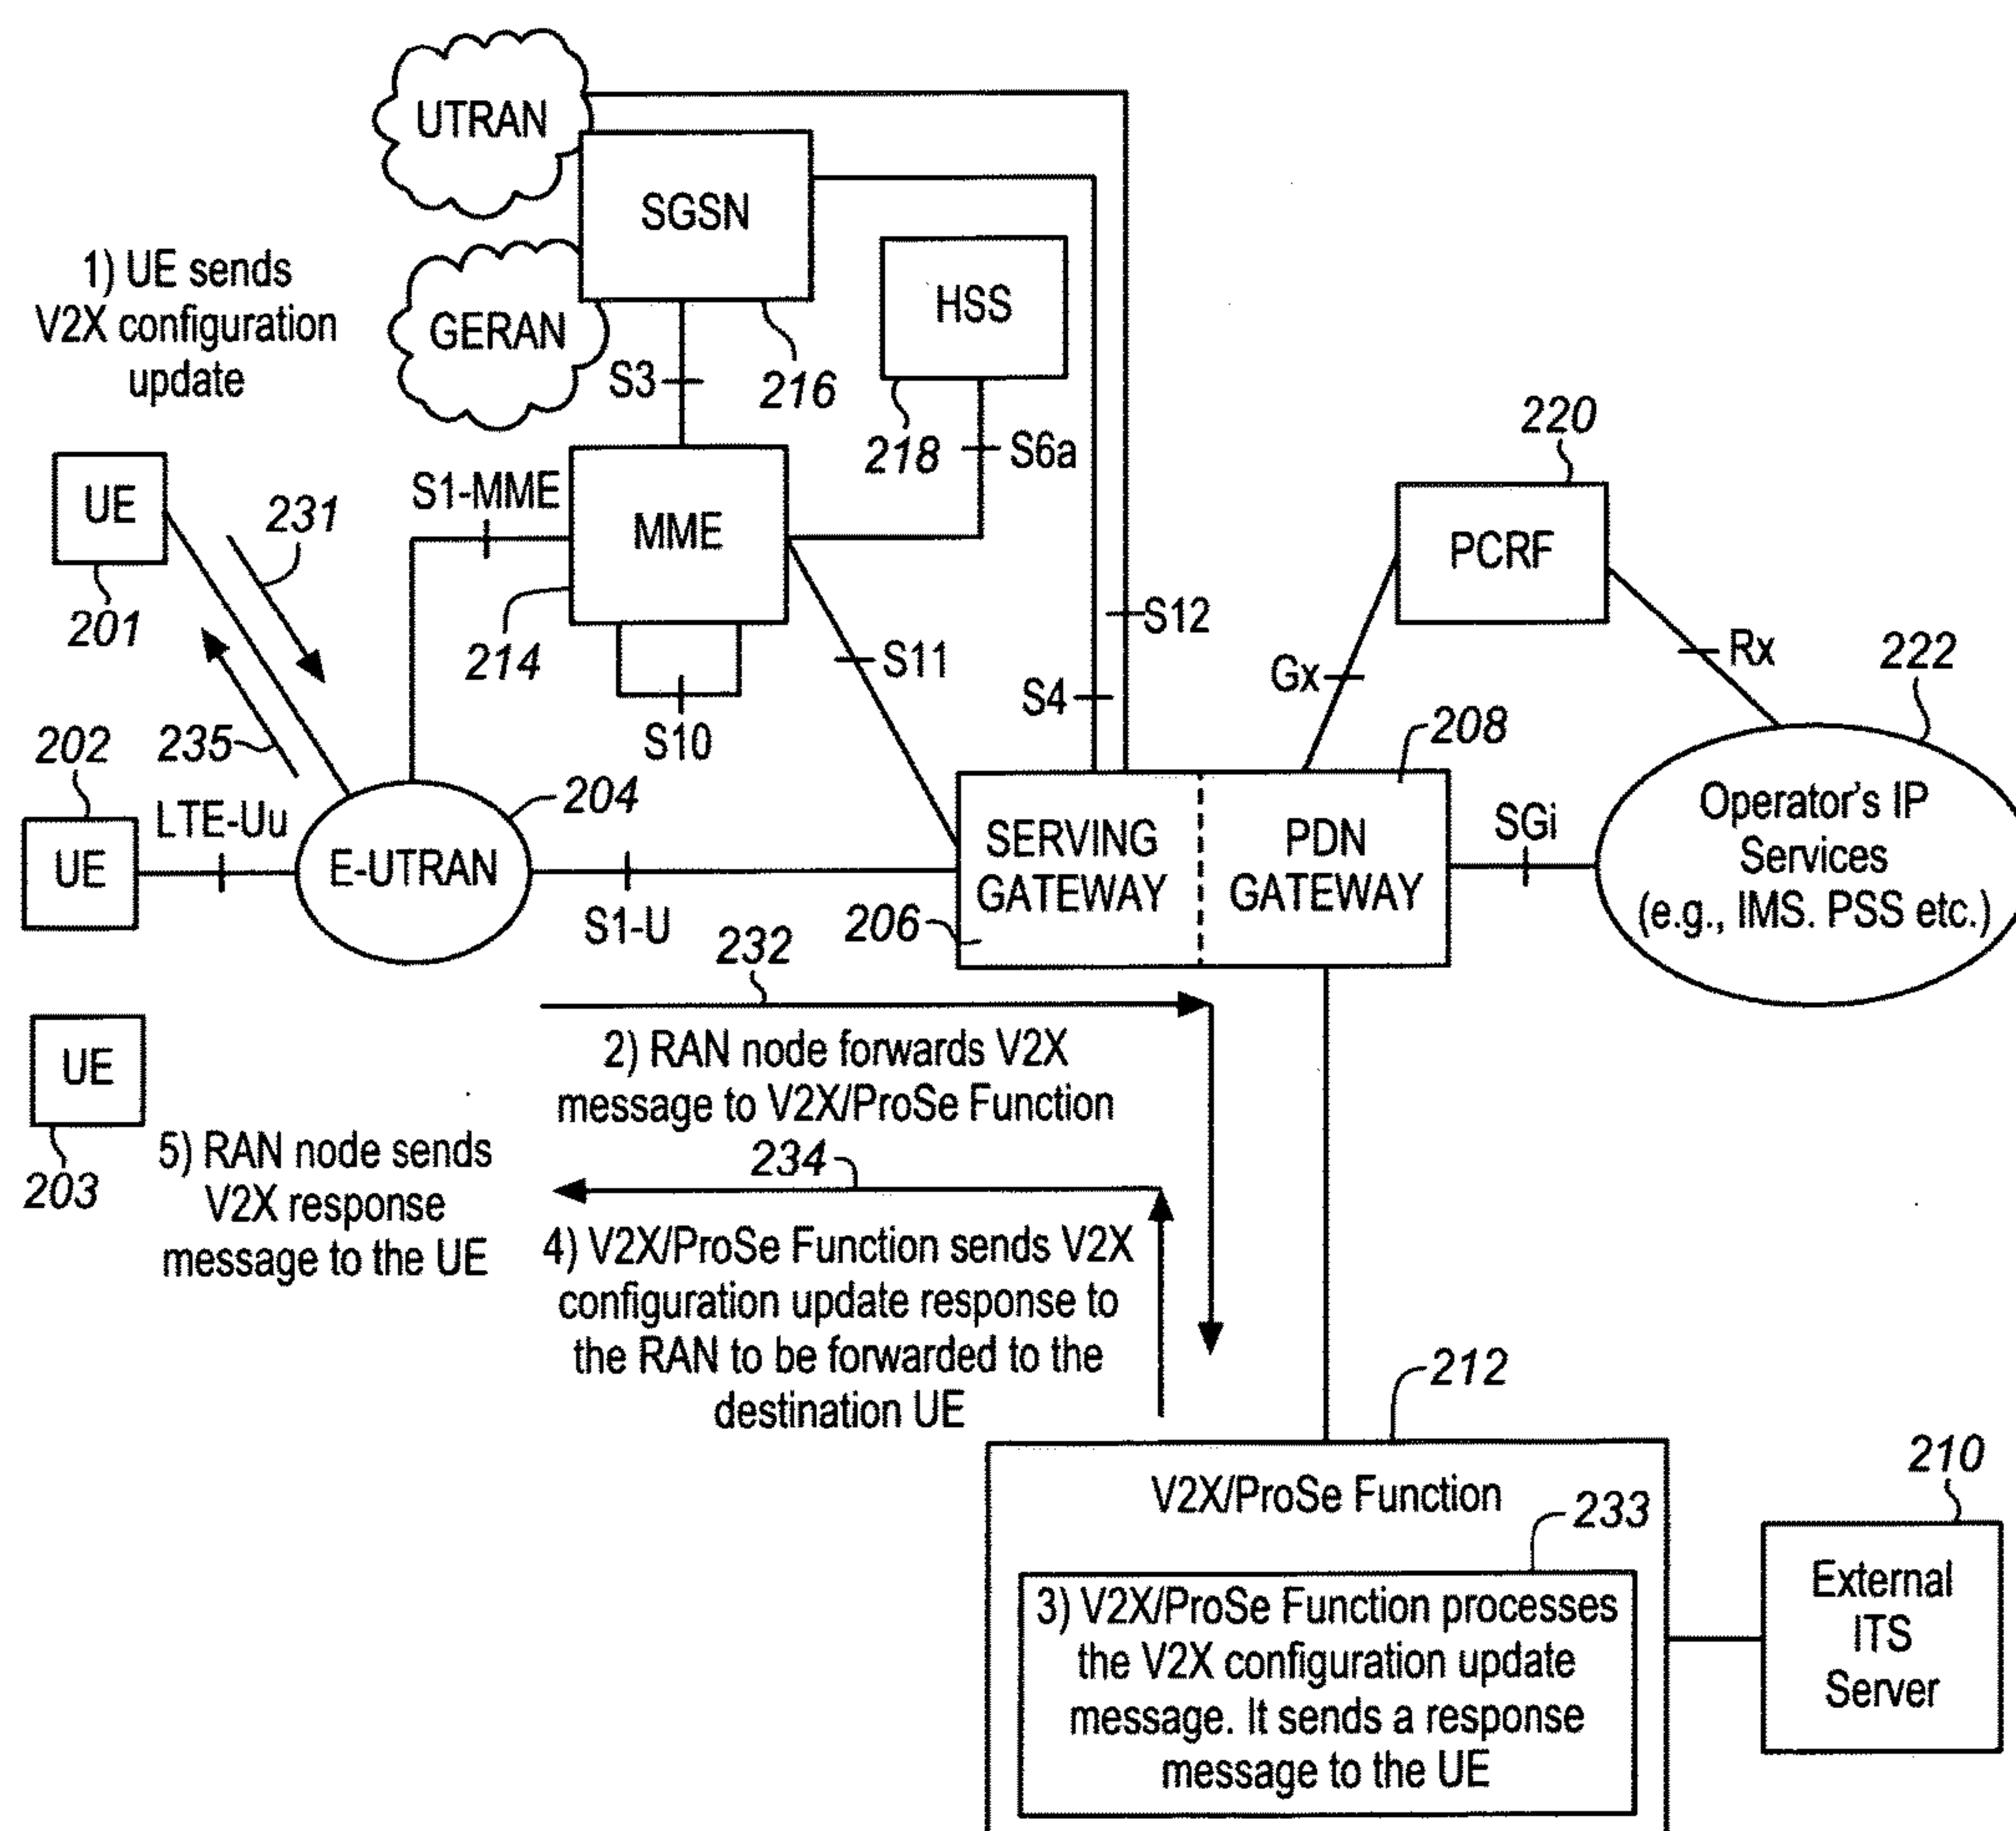 UTRAN
SGSN
GERAN
HSS
1) UE sends
V2X configuration
update
S3
216
218
S6a
220
UE
201
231
S1-MME
MME
214
S10
S11
S12
S4
PCRF
Gx
Rx
222
235
202
UE
LTE-Uu
E-UTRAN
204
S1-U
SERVING
GATEWAY
206
PDN
GATEWAY
208
SGi
Operator's IP
Services
(e.g., IMS. PSS etc.)
232
2) RAN node forwards V2X
message to V2X/ProSe Function
UE
203
5) RAN node sends
V2X response
message to the UE
234
4) V2X/ProSe Function sends V2X
configuration update response to
the RAN to be forwarded to the
destination UE
212
V2X/ProSe Function
233
3) V2X/ProSe Function processes
the V2X configuration update
message. It sends a response
message to the UE
210
External
ITS
Server